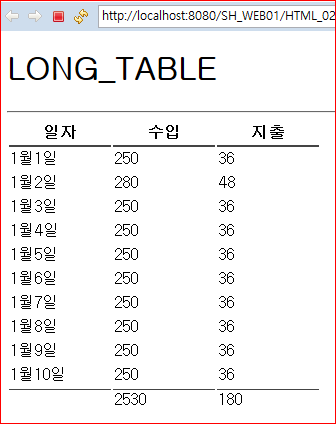 http://localhost:8080/SH_WEB01/HTML_02
LONG_TABLE
일자 수입 지출
1월1일 250 36
1월2일 280 48
1월3일 250 36
1월4일 250 36
1월5일 250 36
1월6일 250 36
1월7일 250 36
1월8일 250 36
1월9일 250 36
1월10일 250 36
2530 180